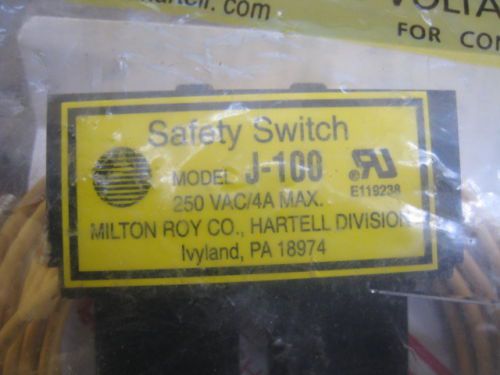 .com
FOR CON
Safety Switch
MODEL J-100
250 VAC/4A MAX.
E119238
MILTON ROY CO., HARTELL DIVISION
Ivyland, PA 18974